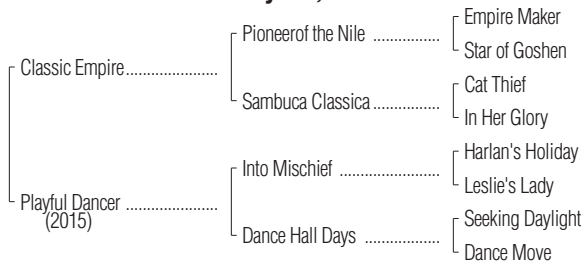 Classic Empire
Playful Dancer
(2015)
Pioneerof the Nile
Sambuca Classica
Into Mischief
Dance Hall Days
Empire Maker
Star of Goshen
Cat Thief
In Her Glory
Harlan's Holiday
Leslie's Lady
Seeking Daylight
Dance Move